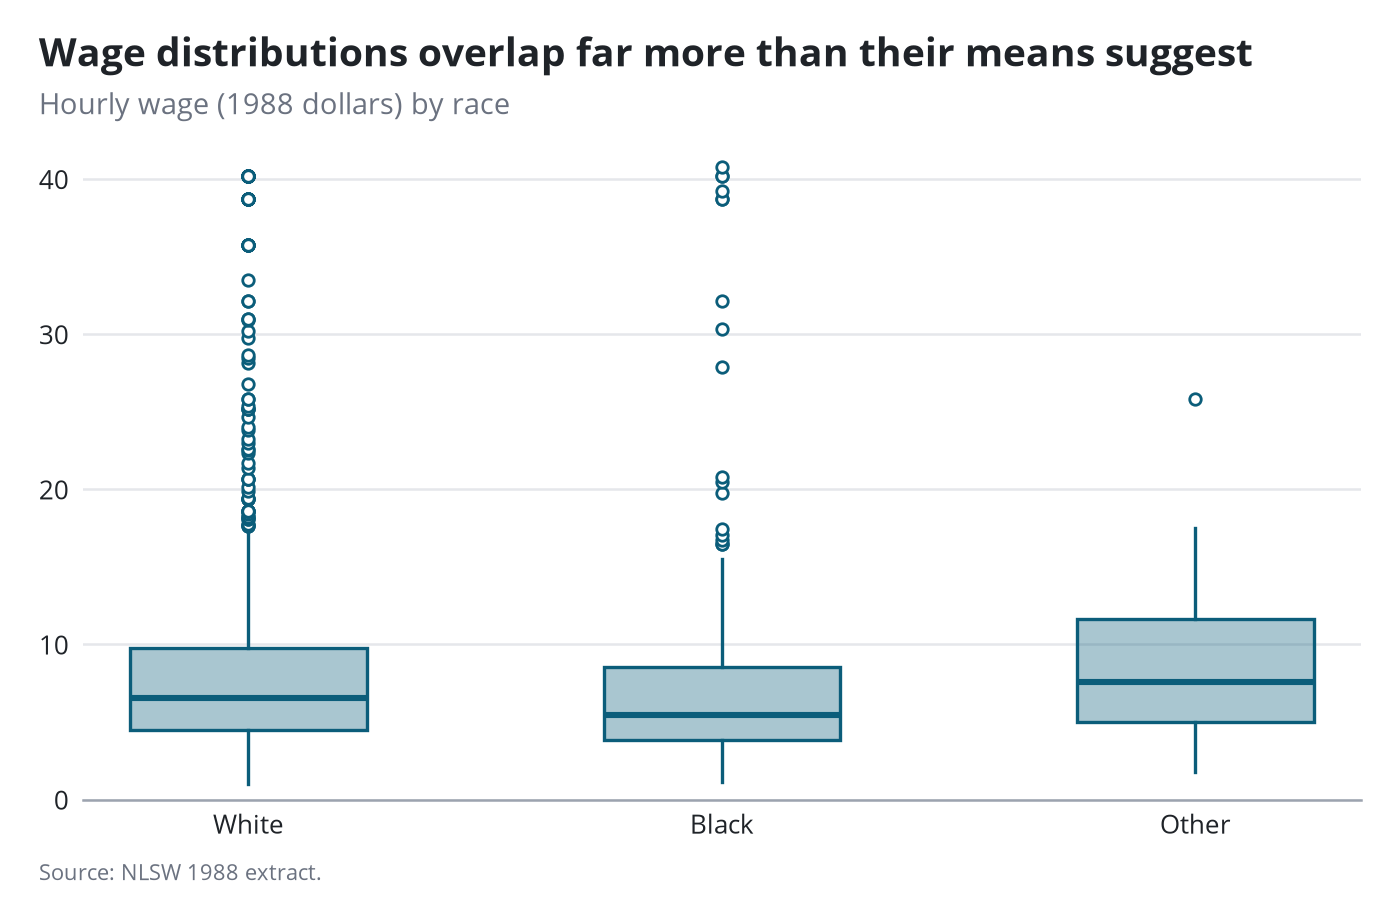 Wage distributions overlap far more than their means suggest
Hourly wage (1988 dollars) by race
40
30
20
10
0
White Black Other
Source: NLSW 1988 extract.